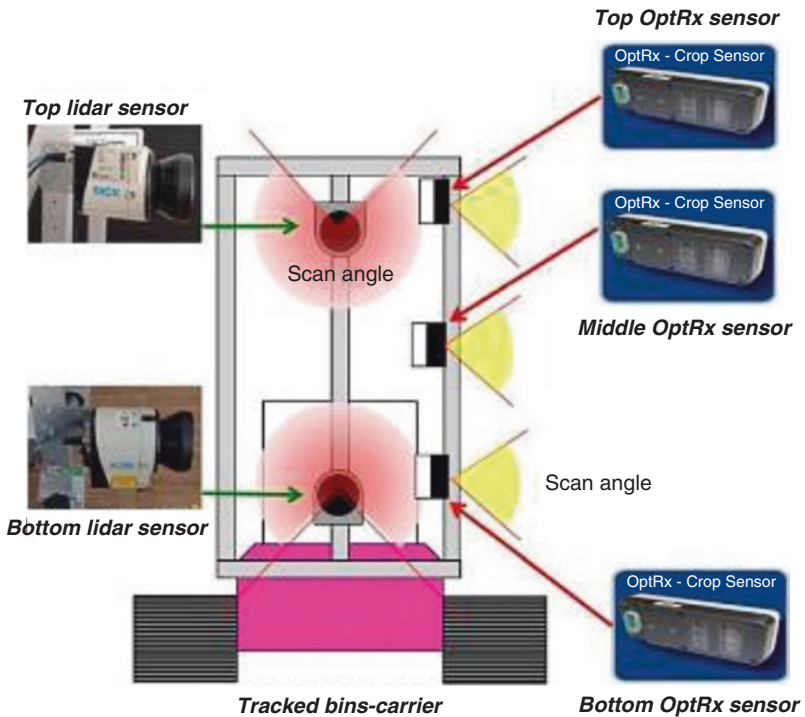 Top OptRx sensor
OptRx - Crop Sensor
Top lidar sensor
OptRx - Crop Sensor
Scan angle
Middle OptRx sensor
Scan angle
Bottom lidar sensor
OptRx - Crop Sensor
Tracked bins-carrier
Bottom OptRx sensor